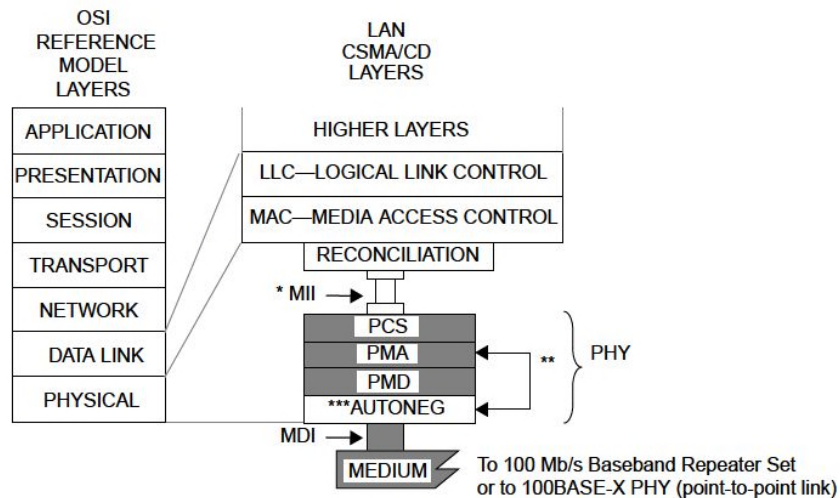 OSI
REFERENCE
MODEL
LAYERS
LAN
CSMA/CD
LAYERS
APPLICATION
PRESENTATION
SESSION
TRANSPORT
NETWORK
DATA LINK
PHYSICAL
HIGHER LAYERS
LLC—LOGICAL LINK CONTROL
MAC—MEDIA ACCESS CONTROL
RECONCILIATION
* MII
PCS
PMA
PMD
***AUTONEG
**
PHY
MDI
MEDIUM
To 100 Mb/s Baseband Repeater Set
or to 100BASE-X PHY (point-to-point link)